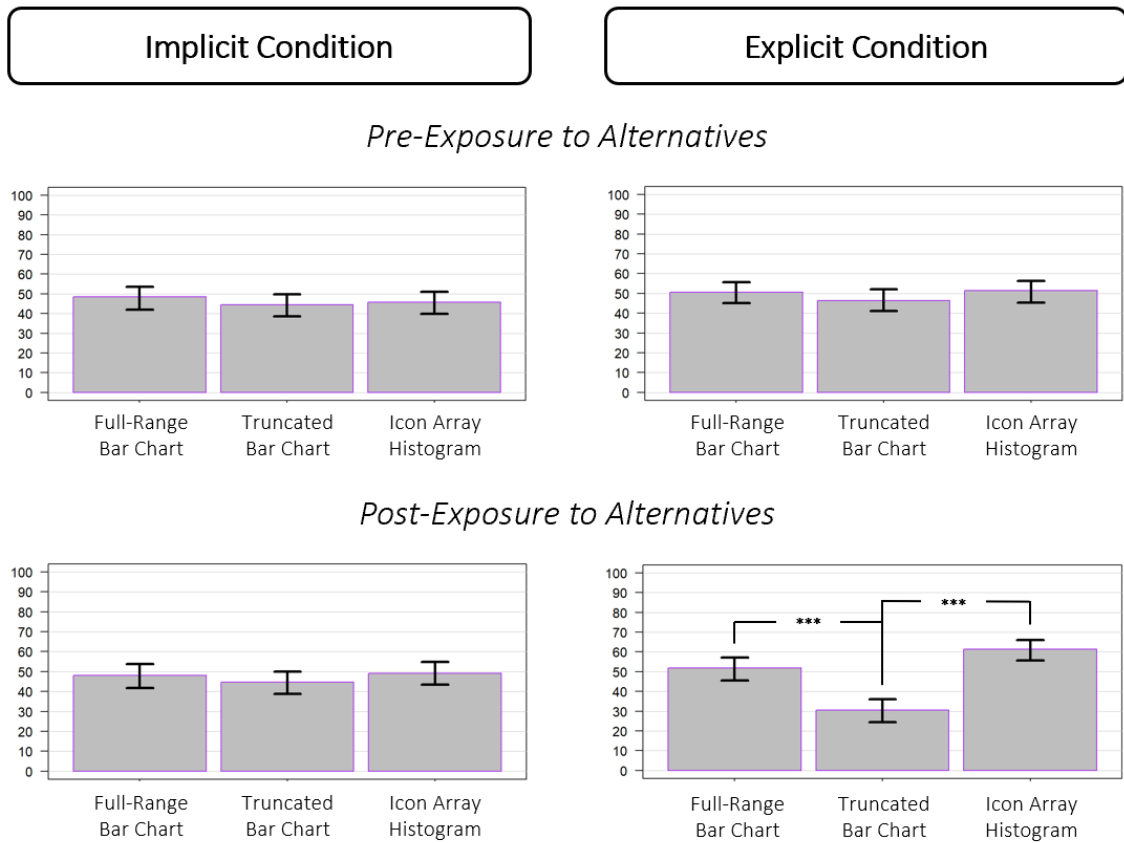 Implicit Condition
Explicit Condition
Pre-Exposure to Alternatives
100
90
80
70
60
50
40
30
20
10
0
Full-Range
Bar Chart
Truncated
Bar Chart
Icon Array
Histogram
100
90
80
70
60
50
40
30
20
10
0
Full-Range
Bar Chart
Truncated
Bar Chart
Icon Array
Histogram
Post-Exposure to Alternatives
100
90
80
70
60
50
40
30
20
10
0
Full-Range
Bar Chart
Truncated
Bar Chart
Icon Array
Histogram
100
90
80
70
60
50
40
30
20
10
0
***
***
Full-Range
Bar Chart
Truncated
Bar Chart
Icon Array
Histogram